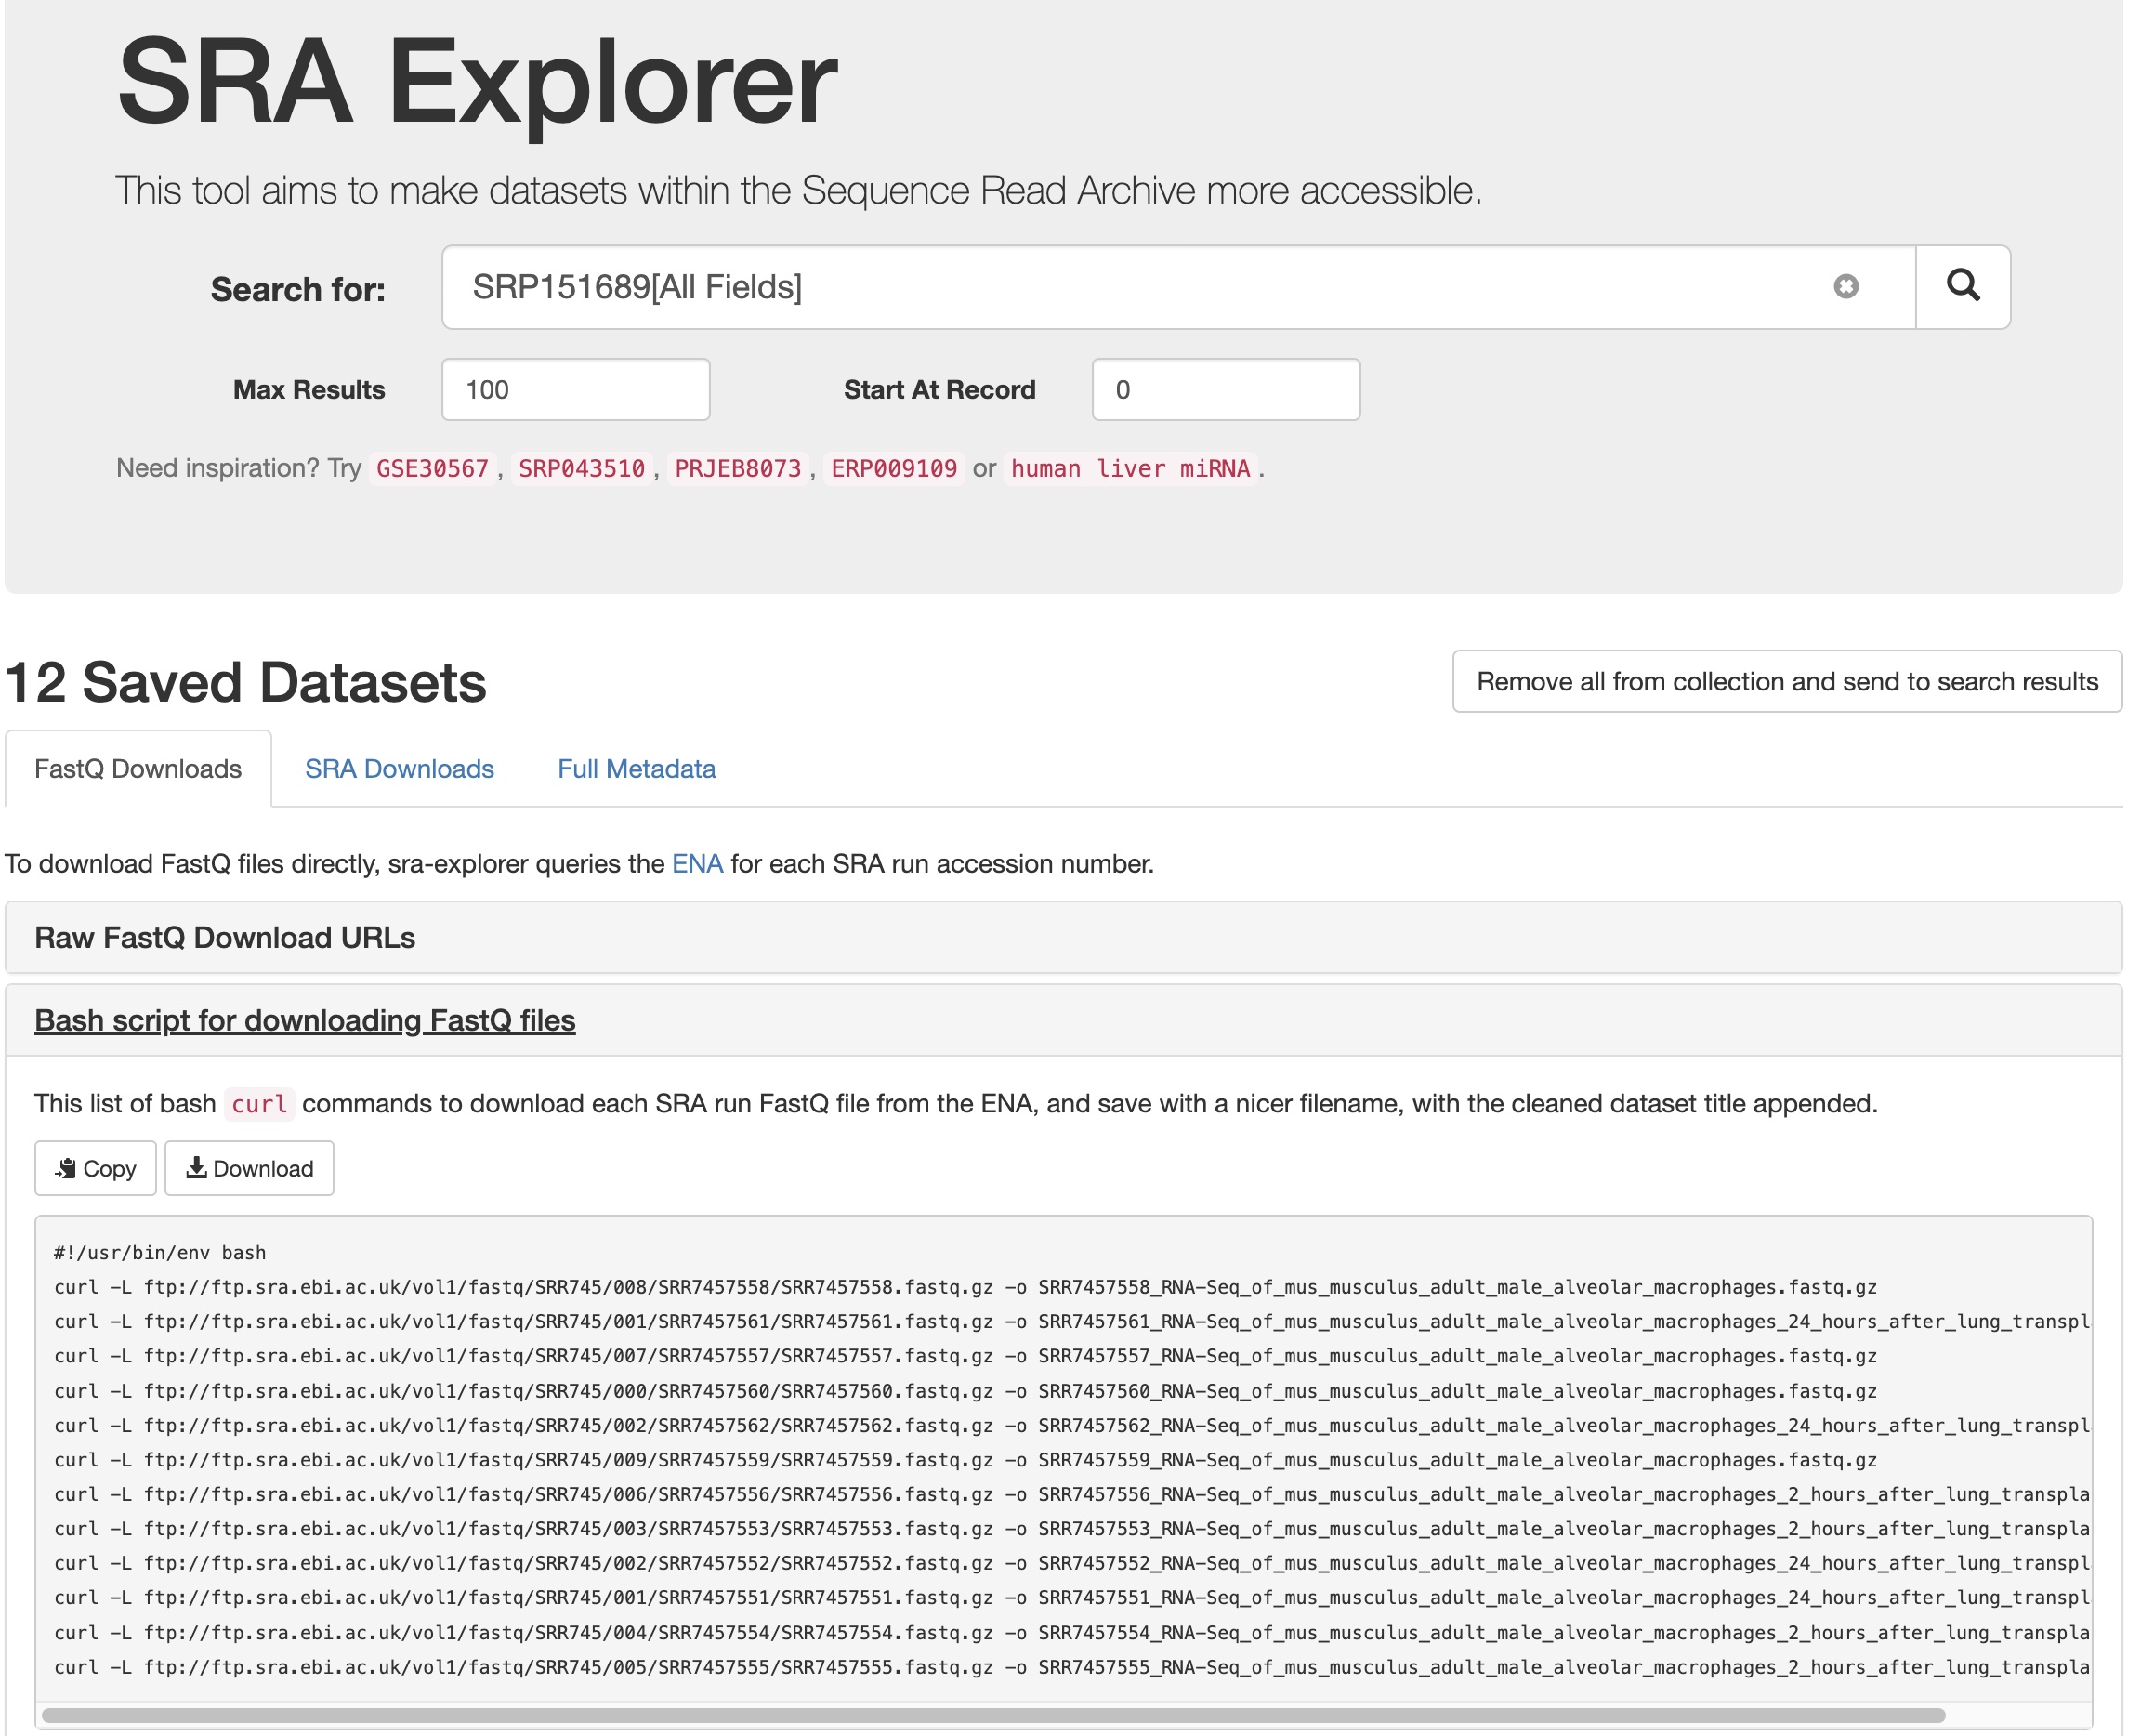 SRA Explorer
This tool aims to make datasets within the Sequence Read Archive more accessible.
Search for: SRP151689[All Fields]
Max Results 100 Start At Record 0
Need inspiration? Try GSE30567, SRP043510, PRJEB8073, ERP009109 or human liver miRNA.
12 Saved Datasets
Remove all from collection and send to search results
FastQ Downloads SRA Downloads Full Metadata
To download FastQ files directly, sra-explorer queries the ENA for each SRA run accession number.
Raw FastQ Download URLs
Bash script for downloading FastQ files
This list of bash curl commands to download each SRA run FastQ file from the ENA, and save with a nicer filename, with the cleaned dataset title appended.
Copy Download
#!/usr/bin/env bash
curl -L ftp://ftp.sra.ebi.ac.uk/vol1/fastq/SRR745/008/SRR7457558/SRR7457558.fastq.gz -o SRR7457558_RNA-Seq_of_mus_musculus_adult_male_alveolar_macrophages.fastq.gz
curl -L ftp://ftp.sra.ebi.ac.uk/vol1/fastq/SRR745/001/SRR7457561/SRR7457561.fastq.gz -o SRR7457561_RNA-Seq_of_mus_musculus_adult_male_alveolar_macrophages_24_hours_after_lung_transpl
curl -L ftp://ftp.sra.ebi.ac.uk/vol1/fastq/SRR745/007/SRR7457557/SRR7457557.fastq.gz -o SRR7457557_RNA-Seq_of_mus_musculus_adult_male_alveolar_macrophages.fastq.gz
curl -L ftp://ftp.sra.ebi.ac.uk/vol1/fastq/SRR745/000/SRR7457560/SRR7457560.fastq.gz -o SRR7457560_RNA-Seq_of_mus_musculus_adult_male_alveolar_macrophages.fastq.gz
curl -L ftp://ftp.sra.ebi.ac.uk/vol1/fastq/SRR745/002/SRR7457562/SRR7457562.fastq.gz -o SRR7457562_RNA-Seq_of_mus_musculus_adult_male_alveolar_macrophages_24_hours_after_lung_transpl
curl -L ftp://ftp.sra.ebi.ac.uk/vol1/fastq/SRR745/009/SRR7457559/SRR7457559.fastq.gz -o SRR7457559_RNA-Seq_of_mus_musculus_adult_male_alveolar_macrophages.fastq.gz
curl -L ftp://ftp.sra.ebi.ac.uk/vol1/fastq/SRR745/006/SRR7457556/SRR7457556.fastq.gz -o SRR7457556_RNA-Seq_of_mus_musculus_adult_male_alveolar_macrophages_2_hours_after_lung_transpla
curl -L ftp://ftp.sra.ebi.ac.uk/vol1/fastq/SRR745/003/SRR7457553/SRR7457553.fastq.gz -o SRR7457553_RNA-Seq_of_mus_musculus_adult_male_alveolar_macrophages_2_hours_after_lung_transpla
curl -L ftp://ftp.sra.ebi.ac.uk/vol1/fastq/SRR745/002/SRR7457552/SRR7457552.fastq.gz -o SRR7457552_RNA-Seq_of_mus_musculus_adult_male_alveolar_macrophages_24_hours_after_lung_transpl
curl -L ftp://ftp.sra.ebi.ac.uk/vol1/fastq/SRR745/001/SRR7457551/SRR7457551.fastq.gz -o SRR7457551_RNA-Seq_of_mus_musculus_adult_male_alveolar_macrophages_24_hours_after_lung_transpl
curl -L ftp://ftp.sra.ebi.ac.uk/vol1/fastq/SRR745/004/SRR7457554/SRR7457554.fastq.gz -o SRR7457554_RNA-Seq_of_mus_musculus_adult_male_alveolar_macrophages_2_hours_after_lung_transpla
curl -L ftp://ftp.sra.ebi.ac.uk/vol1/fastq/SRR745/005/SRR7457555/SRR7457555.fastq.gz -o SRR7457555_RNA-Seq_of_mus_musculus_adult_male_alveolar_macrophages_2_hours_after_lung_transpla